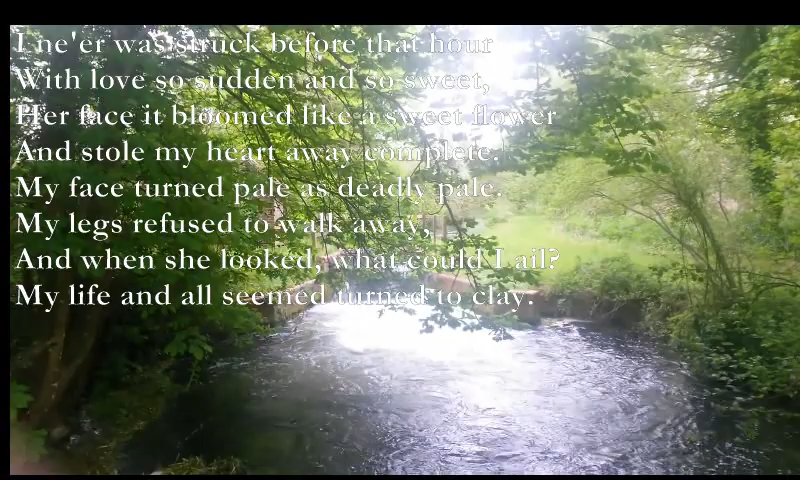 I ne'er was struck before that hour
With love so sudden and so sweet,
Her face it bloomed like a sweet flower
And stole my heart away complete.
My face turned pale as deadly pale.
My legs refused to walk away,
And when she looked, what could I ail?
My life and all seemed turned to clay.